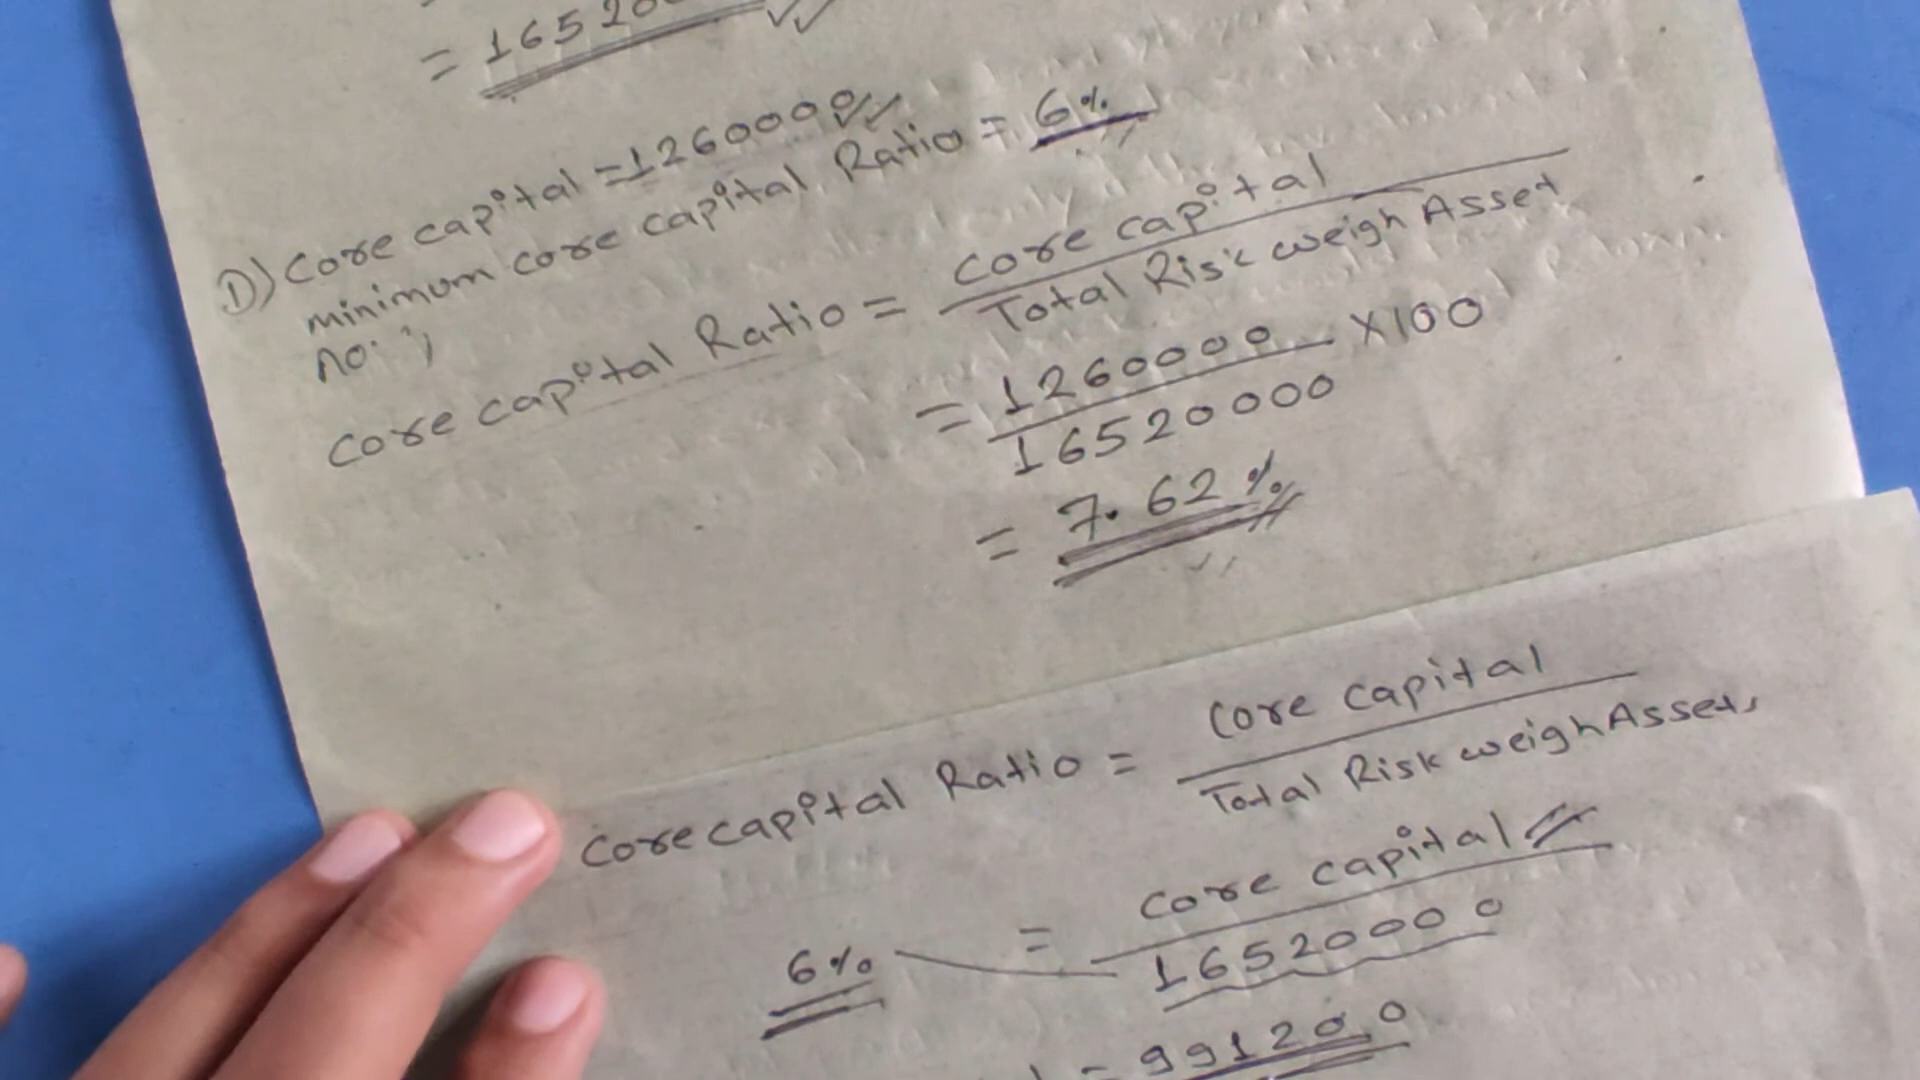 = 16520
D) Core capital = 1260000
minimum core capital Ratio = 6%
no. ;
Core capital Ratio = Core capital
Total Risk weigh Asset
= 1260000 X100
16520000
= 7.62%
Core capital Ratio = Core capital
Total Risk weigh Asset,
6% = Core capital
16520000
= 991200